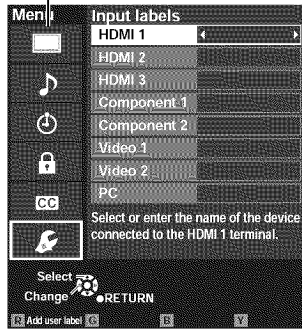 Menu
Input labels
HDMI 1
HDMI 2
HDMI 3
Component 1
Component 2
Video 1
Video 2
PC
CC
Select or enter the name of the device
connected to the HDMI 1 terminal.
Select
Change
RETURN
R Add user label G B Y